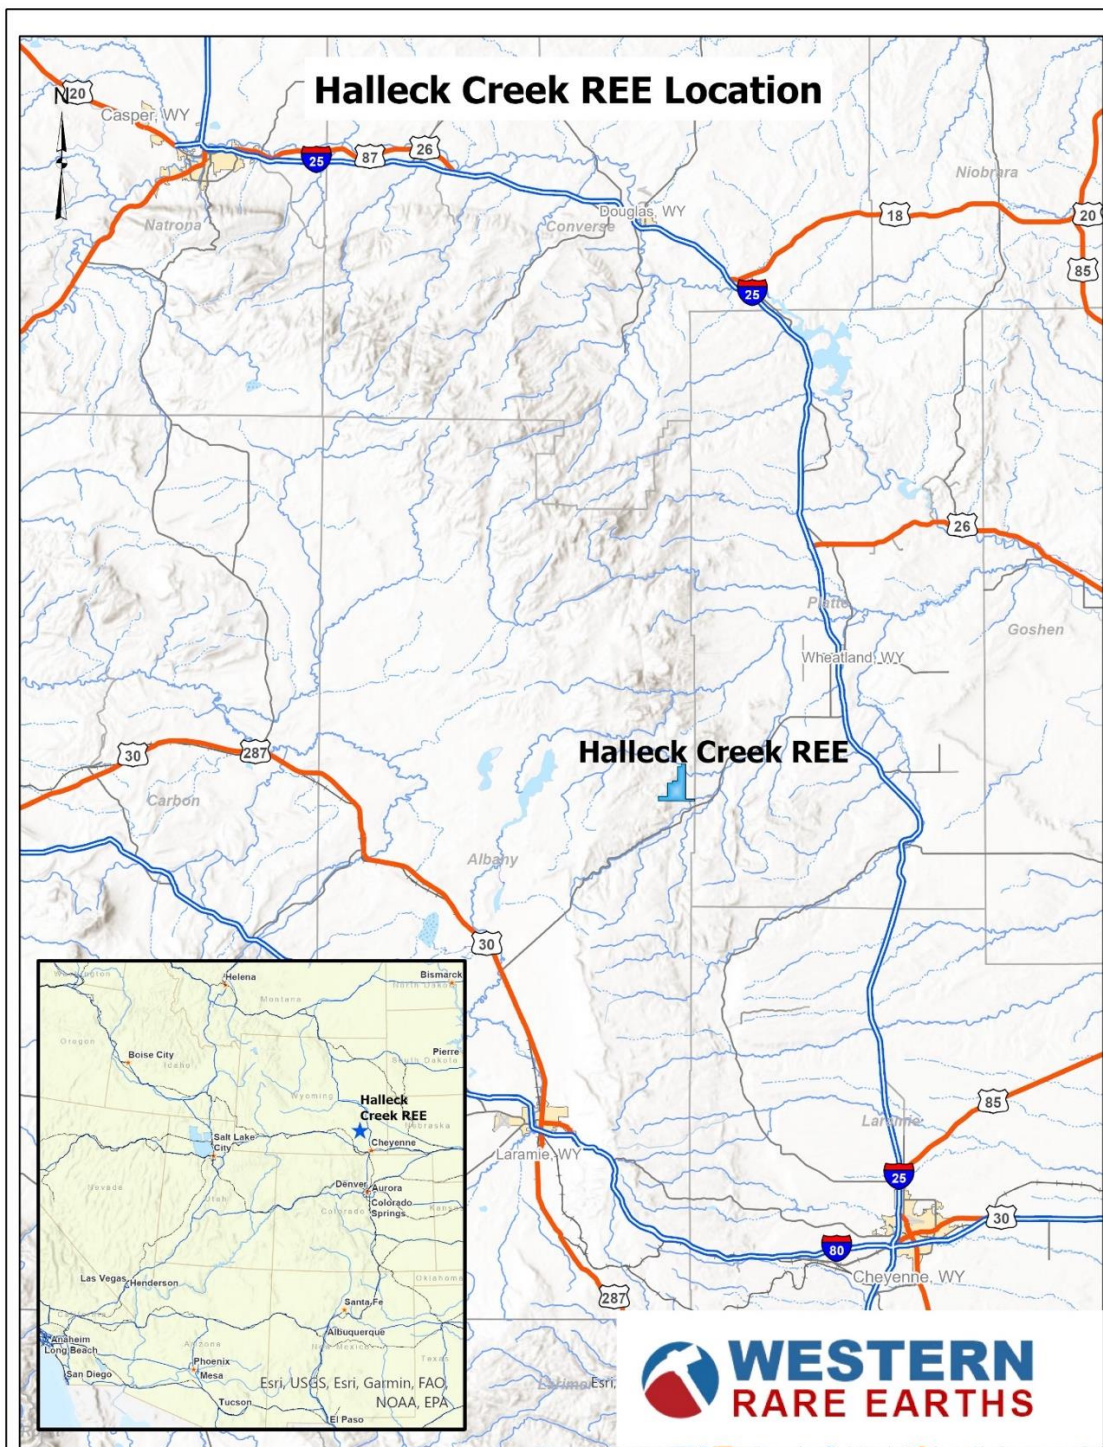 Halleck Creek REE Location
N
20
Casper, WY
25
87
26
Natrona
Douglas, WY
Converse
Niobrara
18
20
85
25
26
Platte
Goshen
Wheatland, WY
Halleck Creek REE
30
287
Carbon
Albany
30
85
Laramie
Laramie, WY
25
30
80
Cheyenne, WY
287
Washington
Helena
Montana
Bismarck
North Dakota
Oregon
Boise City
Idaho
Pierre
South Dakota
Wyoming
Halleck
Creek REE
Nebraska
Salt Lake
City
Cheyenne
Nevada
Utah
Denver
Aurora
Colorado
Colorado
Springs
Kansas
Las Vegas
Henderson
Oklahoma
Santa Fe
Anaheim
Long Beach
Albuquerque
Arizona
New Mexico
Texas
San Diego
Phoenix
Mesa
Esri, USGS, Esri, Garmin, FAO,
NOAA, EPA
Tucson
El Paso
Larimer
Esri,
WESTERN
RARE EARTHS